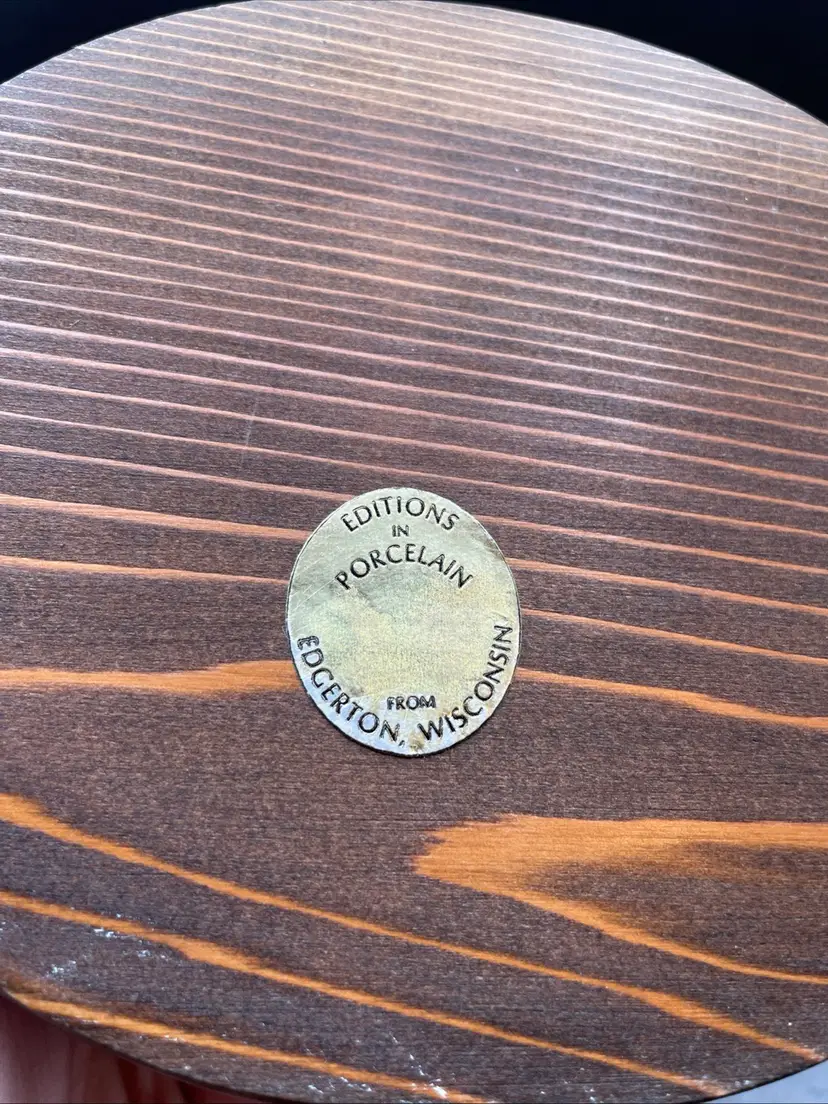 EDITIONS
IN
PORCELAIN
FROM
EDGERTON, WISCONSIN